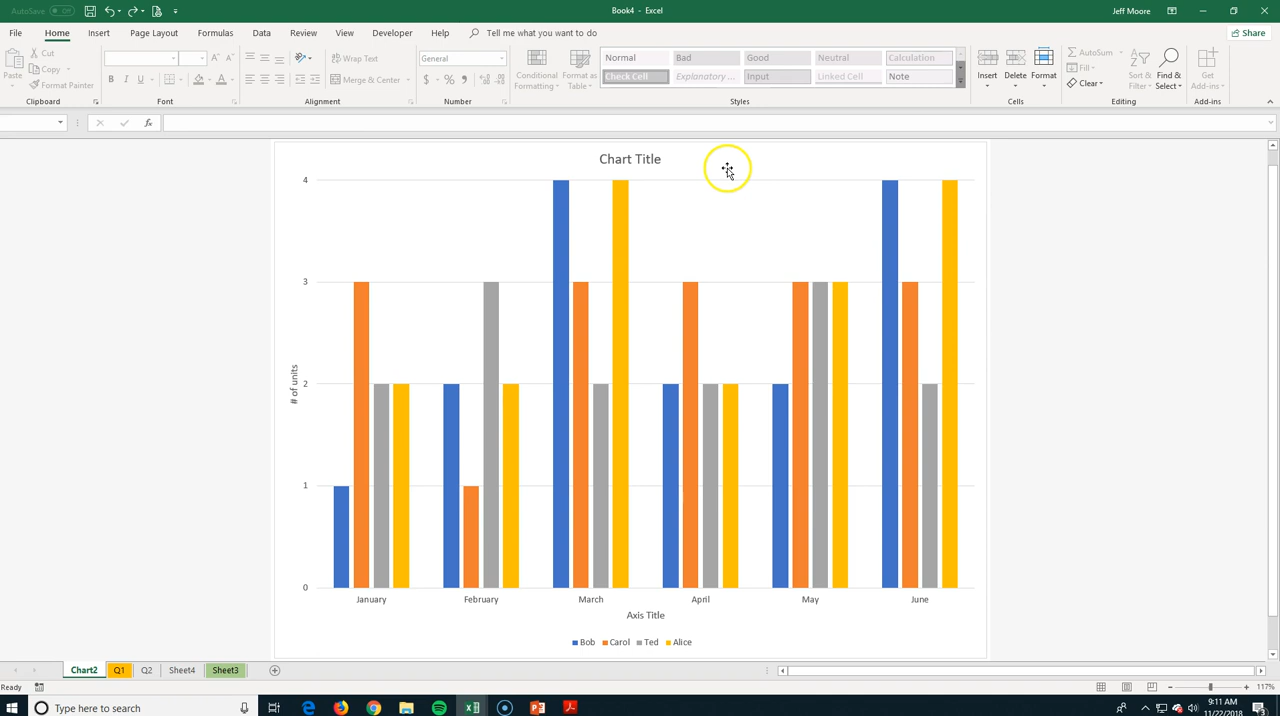 AutoSave Off
Book4 - Excel
Jeff Moore
File Home Insert Page Layout Formulas Data Review View Developer Help Tell me what you want to do
Share
Paste
Cut
Copy
Format Painter
Clipboard
B I U
Font
Wrap Text
Merge & Center
Alignment
General
$ % ,
Number
Conditional Formatting
Format as Table
Normal Bad Good Neutral Calculation
Check Cell Explanatory ... Input Linked Cell Note
Styles
Insert Delete Format
Cells
AutoSum
Fill
Clear
Sort & Filter
Find & Select
Editing
Get Add-ins
Add-ins
fx
Chart Title
4
3
2
1
0
# of units
January February March April May June
Axis Title
Bob Carol Ted Alice
Chart2 Q1 Q2 Sheet4 Sheet3
Ready
117%
Type here to search
9:11 AM
11/22/2018